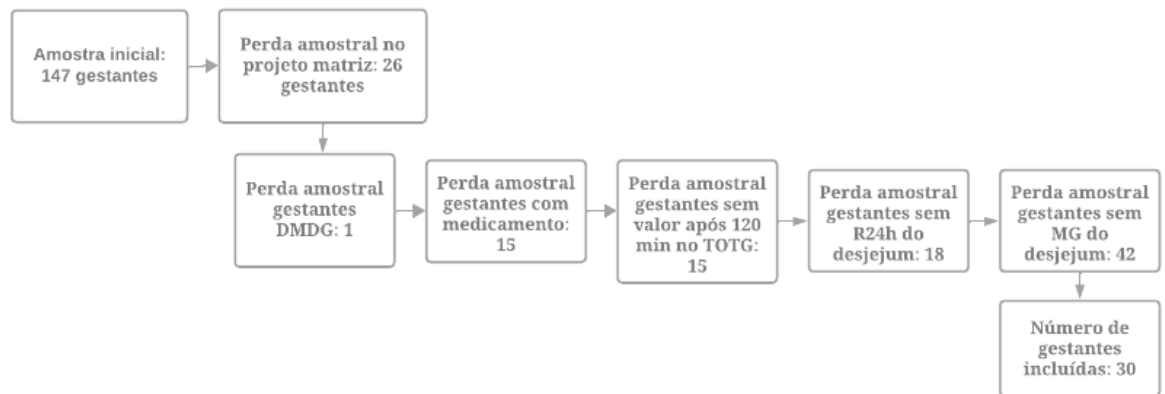 Amostra inicial:
147 gestantes
Perda amostral no
projeto matriz: 26
gestantes
Perda amostral
gestantes
DMDG: 1
Perda amostral
gestantes com
medicamento:
15
Perda amostral
gestantes sem
valor após 120
min no TOTG:
15
Perda amostral
gestantes sem
R24h do
desjejum: 18
Perda amostral
gestantes sem
MG do
desjejum: 42
Número de
gestantes
incluídas: 30